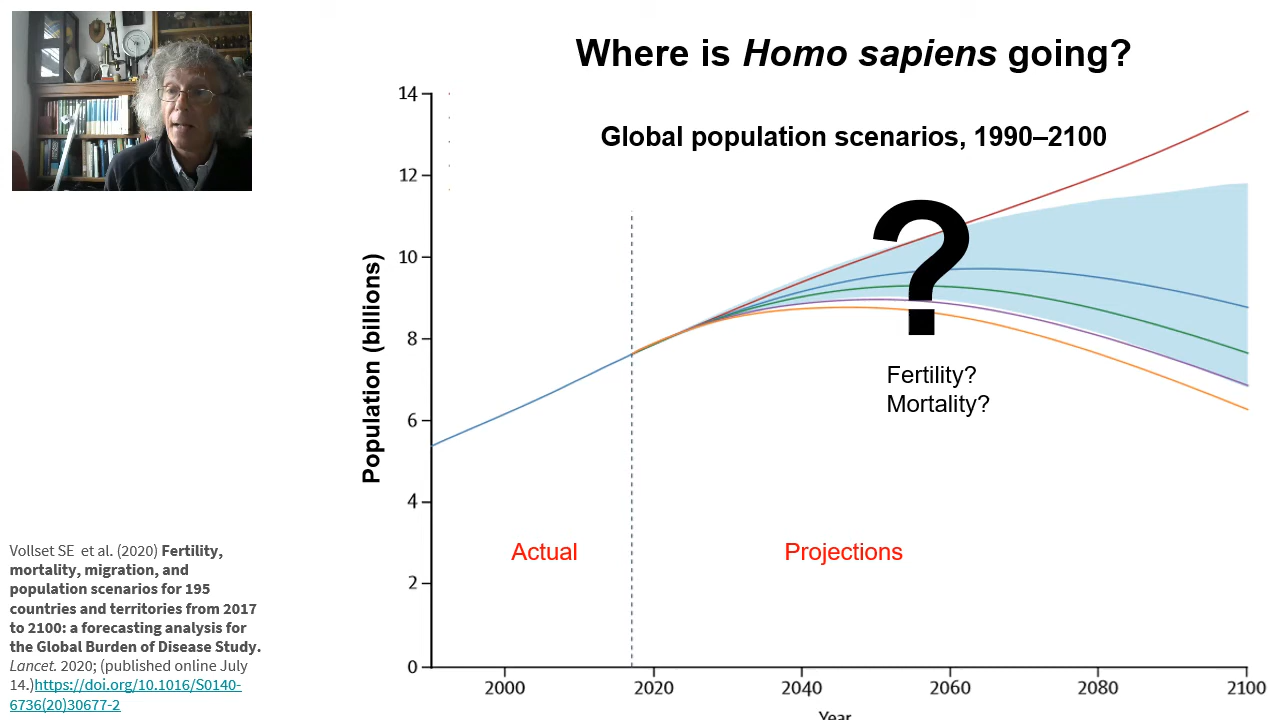 Where is Homo sapiens going?
Global population scenarios, 1990–2100
14
12
10
8
6
4
2
0
Population (billions)
?
Fertility?
Mortality?
Actual
Projections
2000
2020
2040
2060
2080
2100
Year
Vollset SE et al. (2020) Fertility,
mortality, migration, and
population scenarios for 195
countries and territories from 2017
to 2100: a forecasting analysis for
the Global Burden of Disease Study.
Lancet. 2020; (published online July
14.)https://doi.org/10.1016/S0140-
6736(20)30677-2